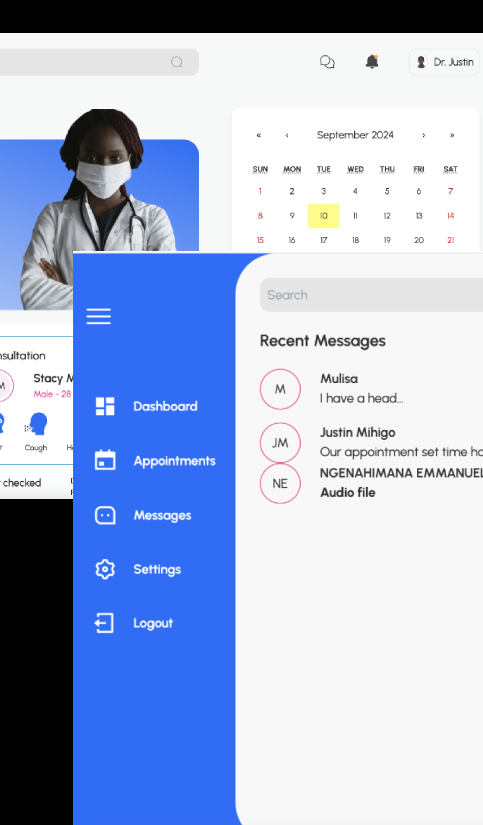 Dr. Justin
« ‹ September 2024 › »
SUN MON TUE WED THU FRI SAT
1 2 3 4 5 6 7
8 9 10 11 12 13 14
15 16 17 18 19 20 21
nsultation
M
Stacy M
Male - 28
Cough
checked
Search
Recent Messages
M
Mulisa
I have a head...
JM
Justin Mihigo
Our appointment set time ha
NE
NGENAHIMANA EMMANUEL
Audio file
Dashboard
Appointments
Messages
Settings
Logout